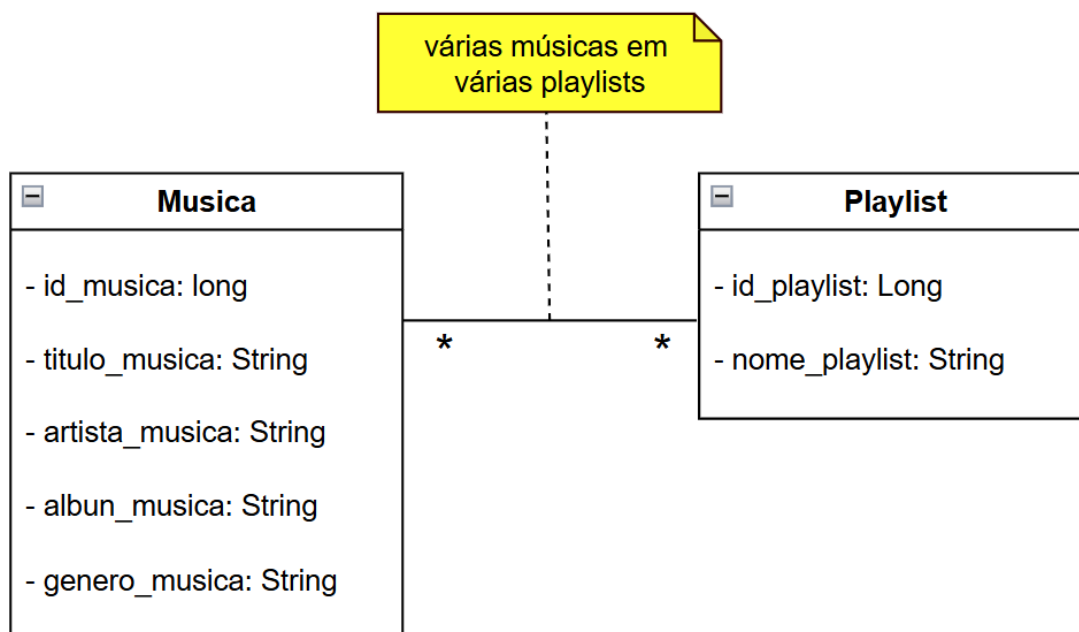 várias músicas em
várias playlists
Musica
- id_musica: long
- titulo_musica: String
- artista_musica: String
- albun_musica: String
- genero_musica: String
* *
Playlist
- id_playlist: Long
- nome_playlist: String